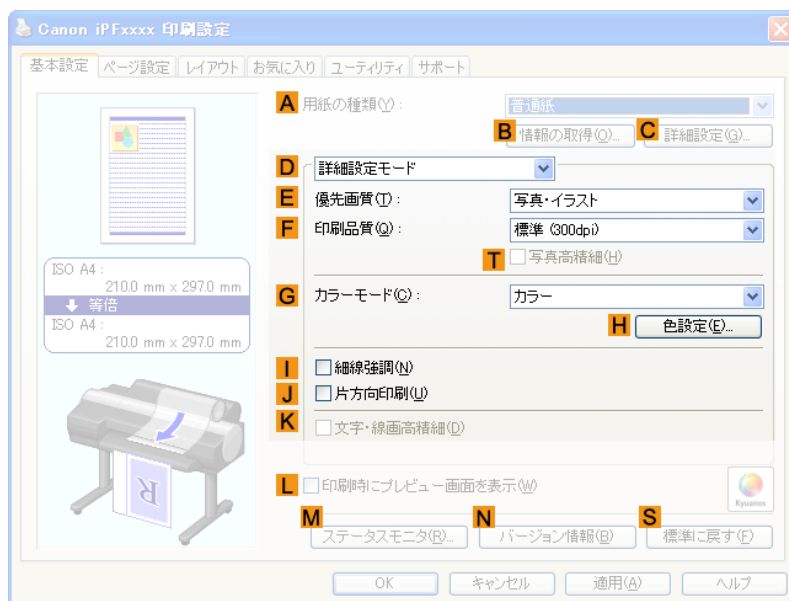 Canon iPFxxxx 印刷設定
基本設定 ページ設定 レイアウト お気に入り ユーティリティ サポート
A 用紙の種類(Y): 普通紙
B 情報の取得(O)... C 詳細設定(G)...
D 詳細設定モード
E 優先画質(T): 写真・イラスト
F 印刷品質(Q): 標準 (300dpi)
T 写真高精細(H)
ISO A4:
210.0 mm x 297.0 mm
等倍
ISO A4:
210.0 mm x 297.0 mm
G カラーモード(C): カラー
H 色設定(E)...
I 細線強調(N)
J 片方向印刷(U)
K 文字・線画高精細(D)
R
L 印刷時にプレビュー画面を表示(W)
Kyuanos
M ステータスモニタ(R)... N バージョン情報(B) S 標準に戻す(F)
OK キャンセル 適用(A) ヘルプ